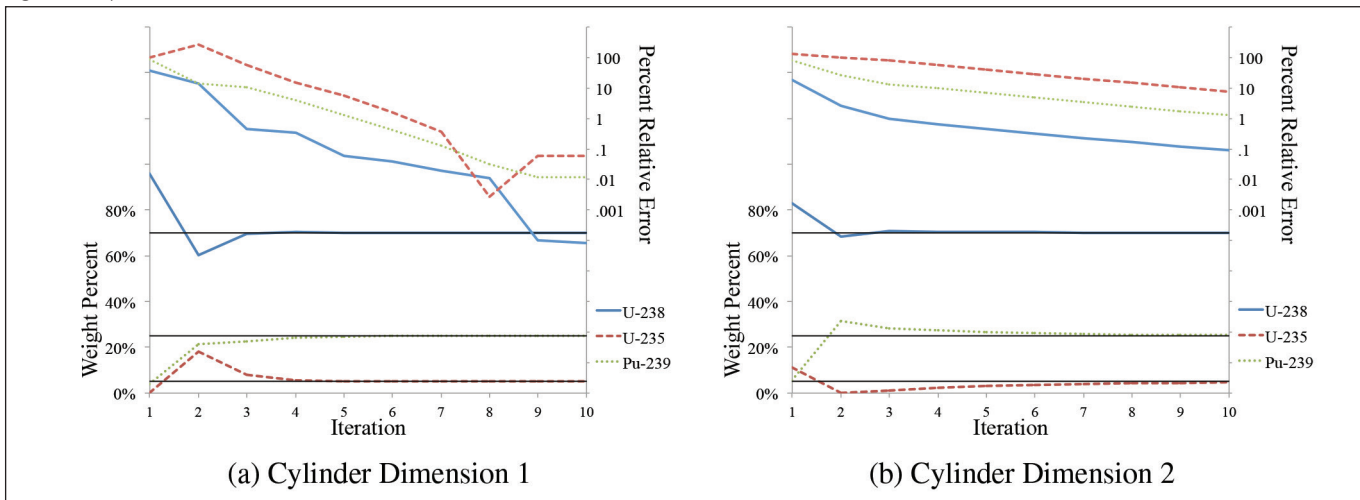 80%
60%
40%
20%
0%
Weight Percent
100
10
1
.1
.01
.001
Percent Relative Error
U-238
U-235
Pu-239
1 2 3 4 5 6 7 8 9 10
Iteration
(a) Cylinder Dimension 1
80%
60%
40%
20%
0%
Weight Percent
100
10
1
.1
.01
.001
Percent Relative Error
U-238
U-235
Pu-239
1 2 3 4 5 6 7 8 9 10
Iteration
(b) Cylinder Dimension 2